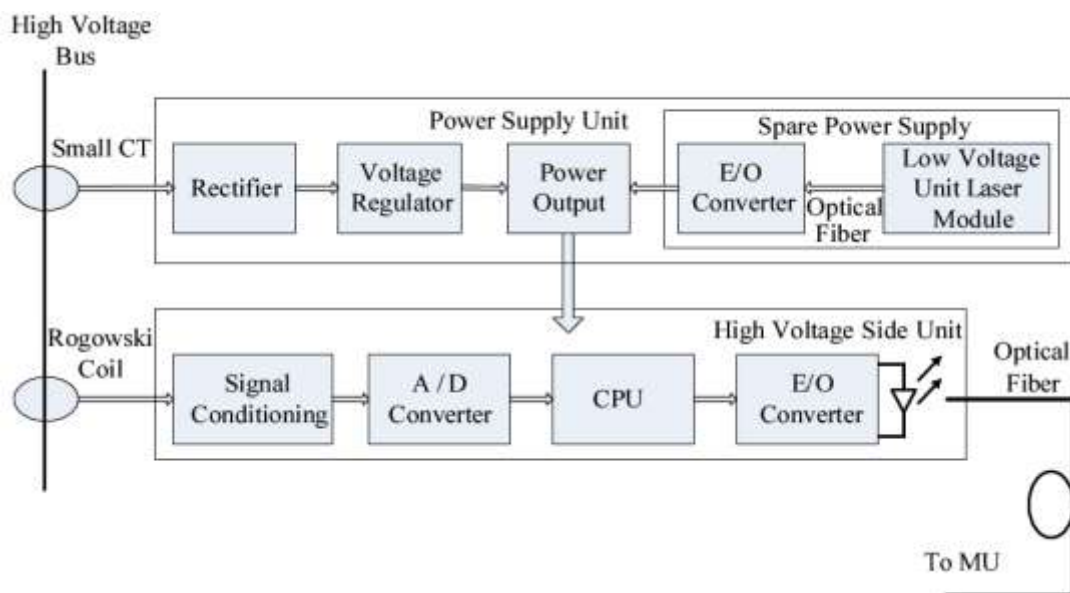 High Voltage
Bus
Small CT
Power Supply Unit
Spare Power Supply
Rectifier
Voltage
Regulator
Power
Output
E/O
Converter
Optical
Fiber
Low Voltage
Unit Laser
Module
Rogowski
Coil
High Voltage Side Unit
Signal
Conditioning
A / D
Converter
CPU
E/O
Converter
Optical
Fiber
To MU